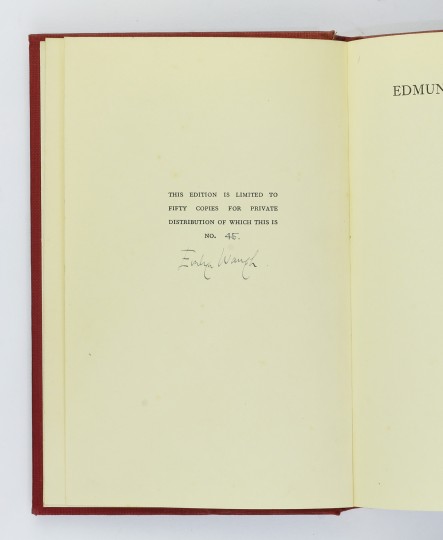 THIS EDITION IS LIMITED TO
FIFTY COPIES FOR PRIVATE
DISTRIBUTION OF WHICH THIS IS
NO. 45.
Evelyn Waugh
EDMUN